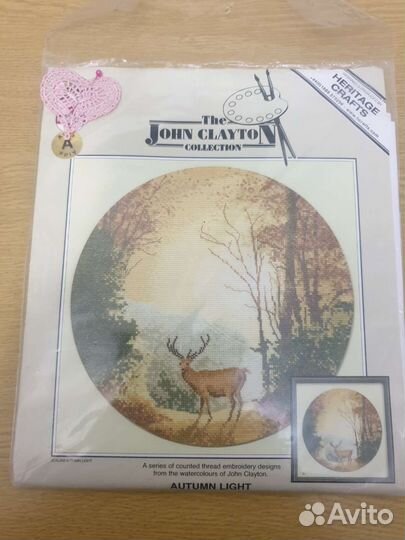 HERITAGE
CRAFTS
The
JOHN CLAYTON
COLLECTION
A
A series of counted thread embroidery designs
from the watercolours of John Clayton.
AUTUMN LIGHT
Avito